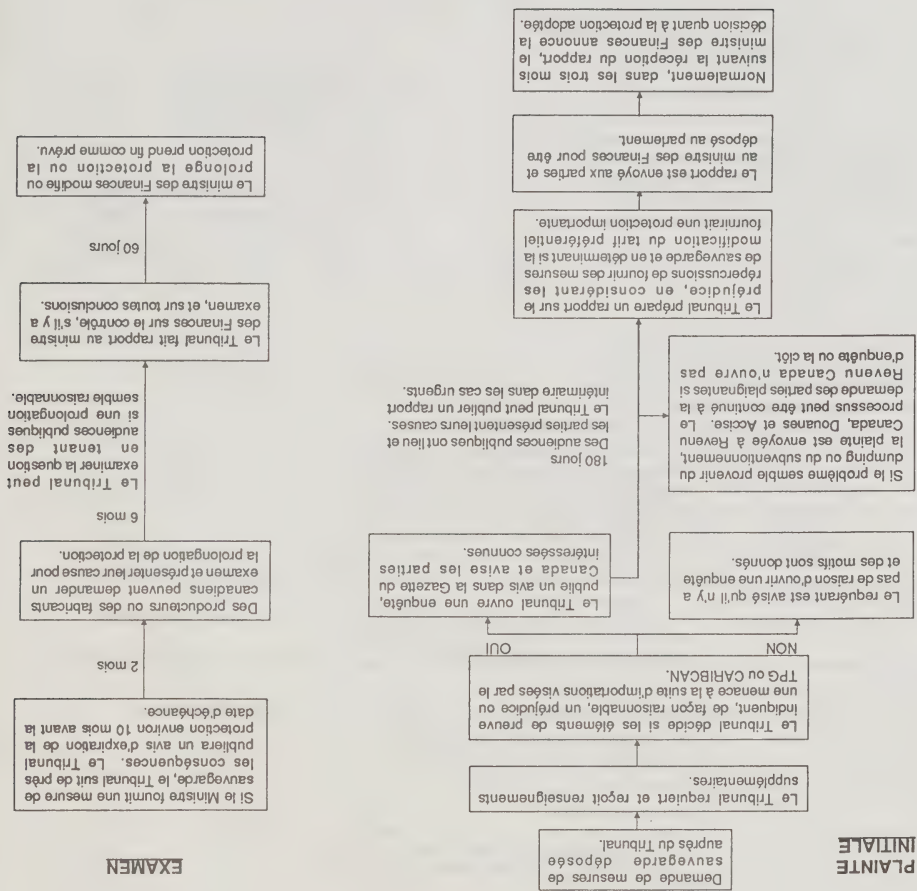 PLAINTE
INITIALE
Demande de mesures de
sauvegarde déposée
auprès du Tribunal.
Le Tribunal requiert et reçoit renseignements
supplémentaires.
Le Tribunal décide si les éléments de preuve
indiquent, de façon raisonnable, un préjudice ou
une menace à la suite d'importations visées par le
TPG ou CARIBCAN.
NON
OUI
Le requérant est avisé qu'il n'y a
pas de raison d'ouvrir une enquête
et des motifs sont donnés.
Le Tribunal ouvre une enquête,
publie un avis dans la Gazette du
Canada et avise les parties
intéressées connues.
Si le problème semble provenir du
dumping ou du subventionnement,
la plainte est envoyée à Revenu
Canada, Douanes et Accise. Le
processus peut être continué à la
demande des parties plaignantes si
Revenu Canada n'ouvre pas
d'enquête ou la clôt.
180 jours
Des audiences publiques ont lieu et
les parties présentent leurs causes.
Le Tribunal peut publier un rapport
intérimaire dans les cas urgents.
Le Tribunal prépare un rapport sur le
préjudice, en considérant les
répercussions de fournir des mesures
de sauvegarde et en déterminant si la
modification du tarif préférentiel
fournirait une protection importante.
Le rapport est envoyé aux parties et
au ministre des Finances pour être
déposé au parlement.
Normalement, dans les trois mois
suivant la réception du rapport, le
ministre des Finances annonce la
décision quant à la protection adoptée.
EXAMEN
Si le Ministre fournit une mesure de
sauvegarde, le Tribunal suit de près
les conséquences. Le Tribunal
publiera un avis d'expiration de la
protection environ 10 mois avant la
date d'échéance.
2 mois
Des producteurs ou des fabricants
canadiens peuvent demander un
examen et présenter leur cause pour
la prolongation de la protection.
6 mois
Le Tribunal peut
examiner la question
en tenant des
audiences publiques
si une prolongation
semble raisonnable.
Le Tribunal fait rapport au ministre
des Finances sur le contrôle, s'il y a
examen, et sur toutes conclusions.
60 jours
Le ministre des Finances modifie ou
prolonge la protection ou la
protection prend fin comme prévu.